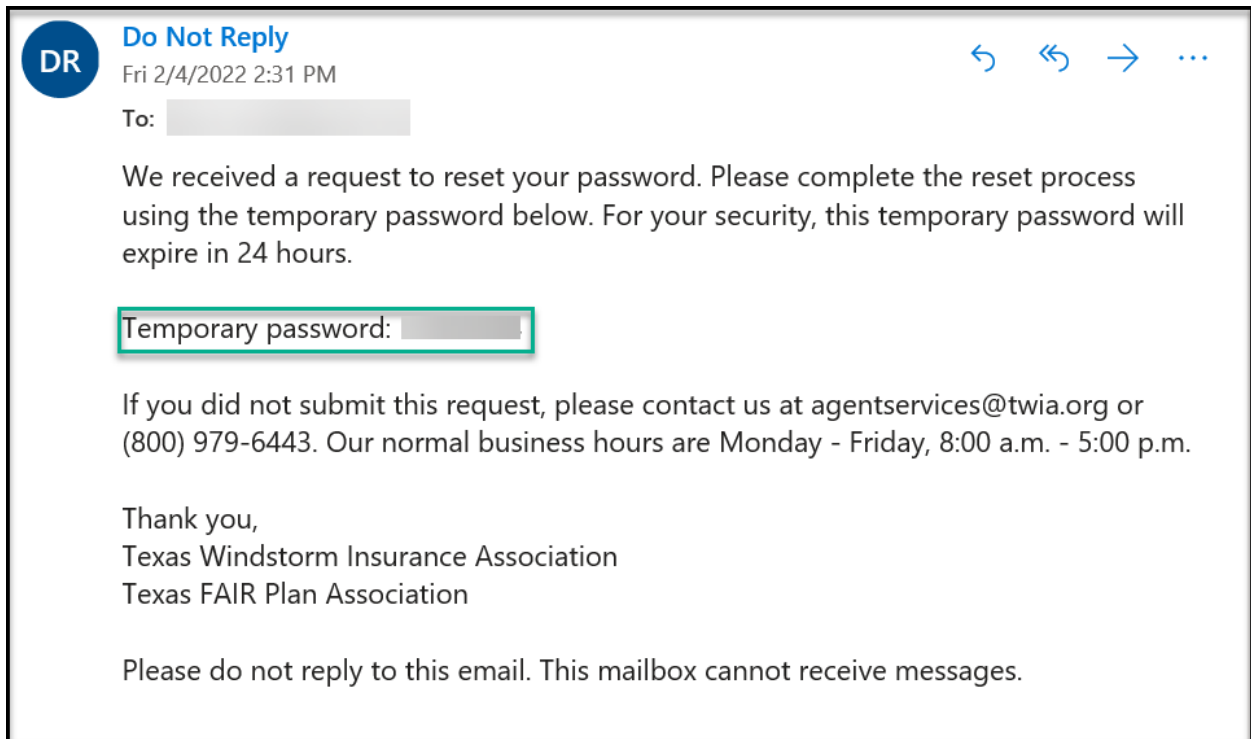 DR
Do Not Reply
Fri 2/4/2022 2:31 PM
To:
We received a request to reset your password. Please complete the reset process
using the temporary password below. For your security, this temporary password will
expire in 24 hours.
Temporary password:
If you did not submit this request, please contact us at agentservices@twia.org or
(800) 979-6443. Our normal business hours are Monday - Friday, 8:00 a.m. - 5:00 p.m.
Thank you,
Texas Windstorm Insurance Association
Texas FAIR Plan Association
Please do not reply to this email. This mailbox cannot receive messages.